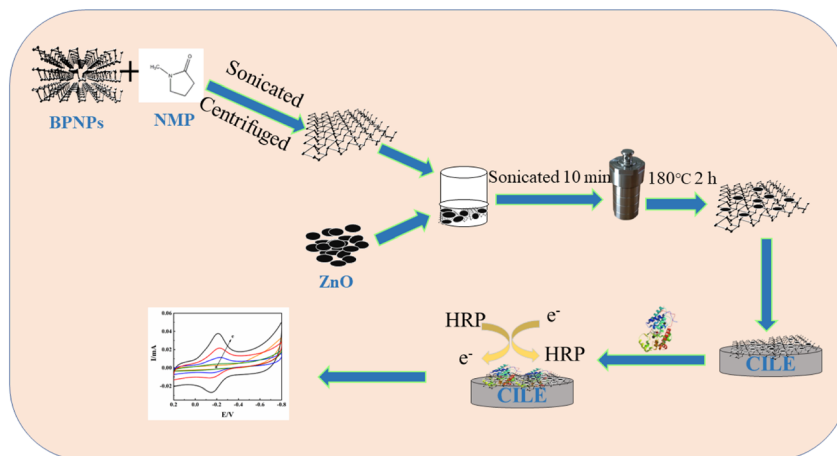 BPNPs
+
NMP
H₃C
N
O
Sonicated
Centrifuged
ZnO
Sonicated 10 min
180℃ 2 h
CILE
HRP
e-
e-
HRP
CILE
I/mA
0.06
0.04
0.02
0.00
-0.02
0.2 0.0 -0.2 -0.4 -0.6 -0.8
E/V